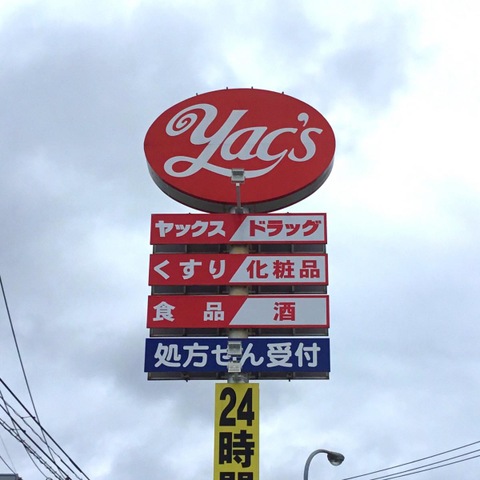 Yac's
ヤックス ドラッグ
くすり 化粧品
食品 酒
処方せん受付
24
時